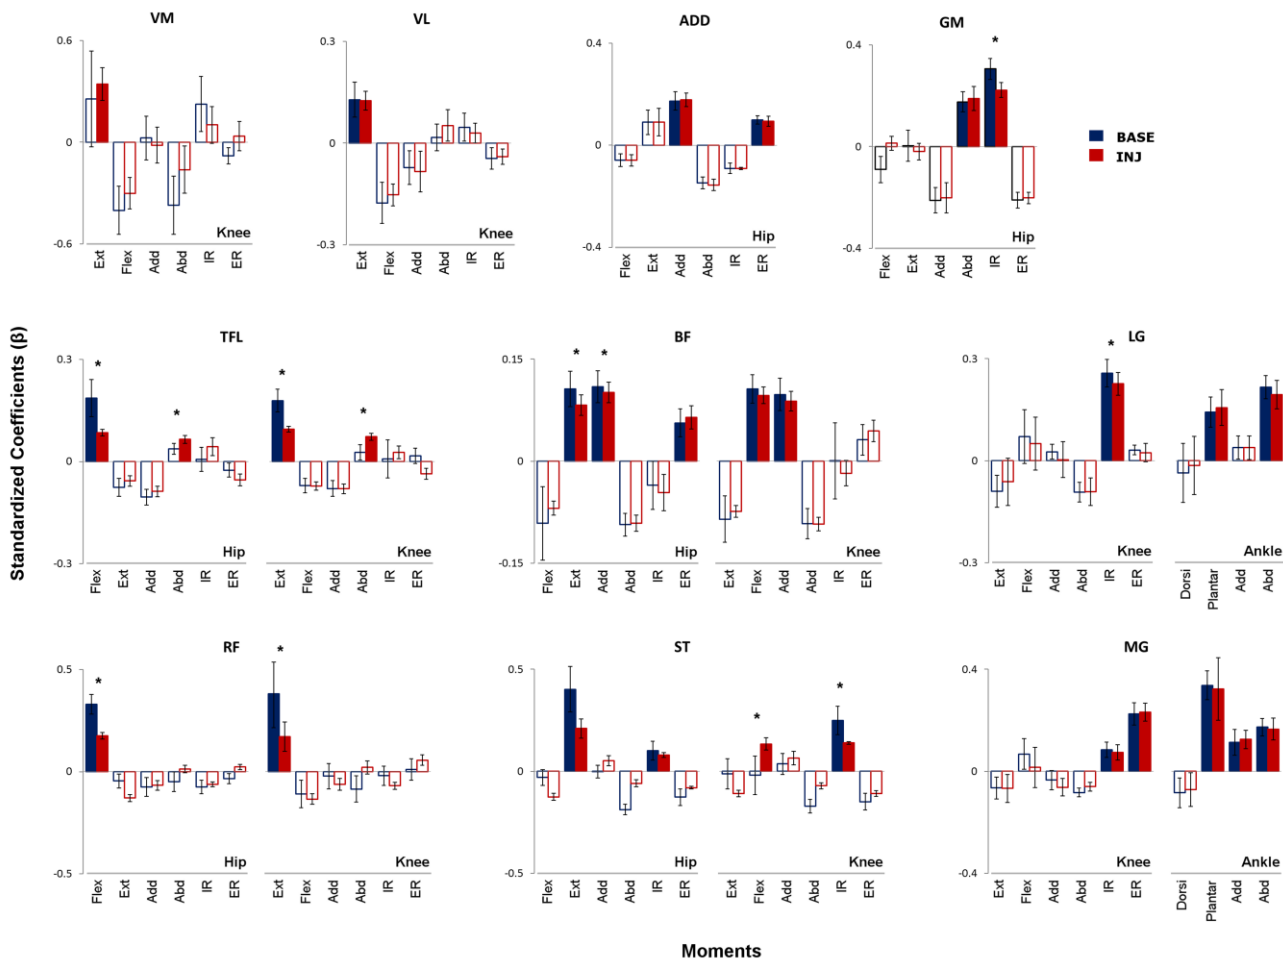 VM
VL
ADD
GM
0.6
0
-0.6
Knee
Ext Flex Add Abd IR ER
0.3
0
-0.3
Knee
Ext Flex Add Abd IR ER
0.4
0
-0.4
Hip
Flex Ext Add Abd IR ER
0.4
0
-0.4
*
Hip
Flex Ext Add Abd IR ER
BASE
INJ
Standardized Coefficients (β)
TFL
0.3
0
-0.3
* *
Hip
Flex Ext Add Abd IR ER
* *
Knee
Ext Flex Add Abd IR ER
BF
0.15
0
-0.15
* *
Hip
Flex Ext Add Abd IR ER
Knee
Ext Flex Add Abd IR ER
LG
0.3
0
-0.3
*
Knee
Ext Flex Add Abd IR ER
Ankle
Dorsi Plantar Add Abd
RF
0.5
0
-0.5
*
Hip
Flex Ext Add Abd IR ER
*
Knee
Ext Flex Add Abd IR ER
ST
0.5
0
-0.5
Hip
Flex Ext Add Abd IR ER
* *
Knee
Ext Flex Add Abd IR ER
MG
0.4
0
-0.4
Knee
Ext Flex Add Abd IR ER
Ankle
Dorsi Plantar Add Abd
Moments